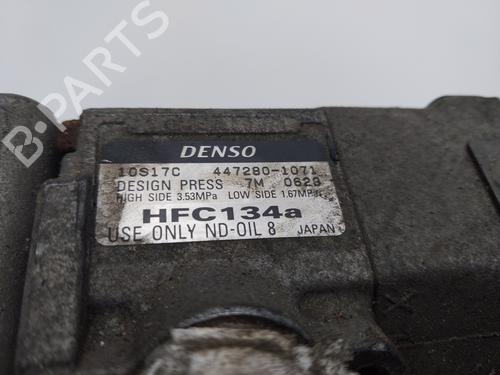 B-PARTS
DENSO
10S17C 447280-1071
DESIGN PRESS 7M 0623
HIGH SIDE 3.53MPa LOW SIDE 1.67MPa
HFC134a
USE ONLY ND-OIL 8 JAPAN